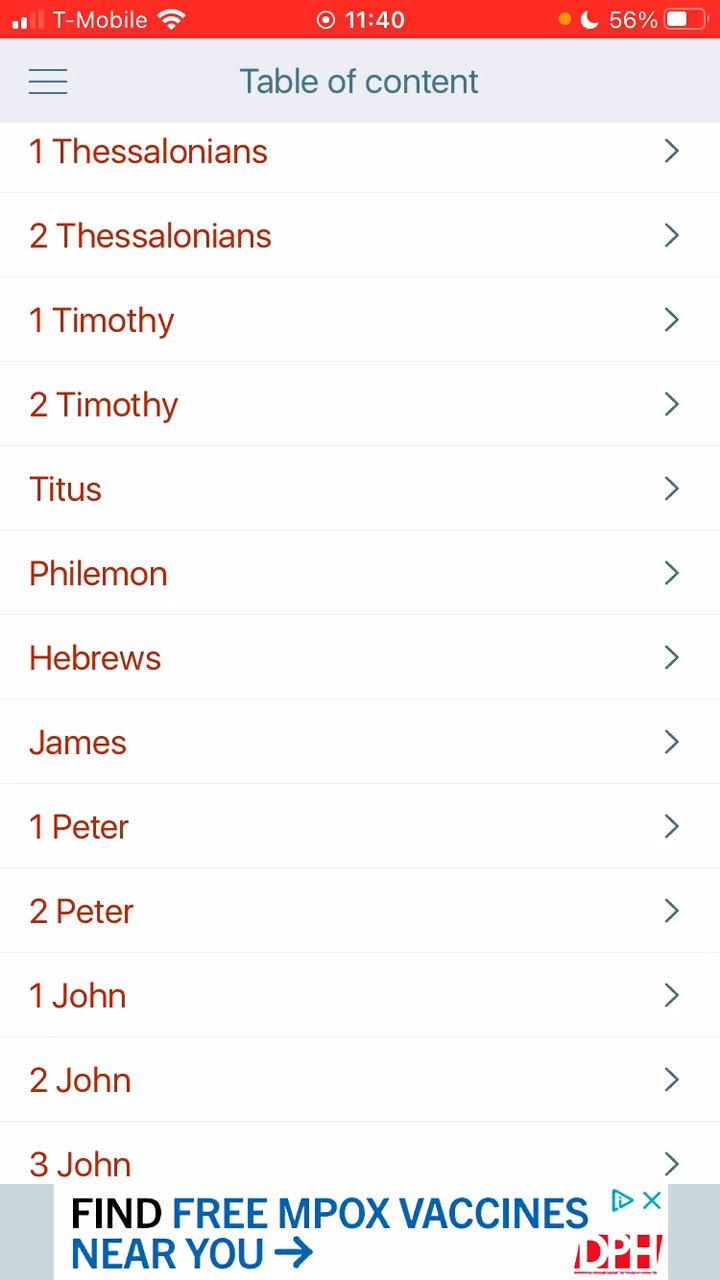 T-Mobile 11:40 56%
Table of content
1 Thessalonians
2 Thessalonians
1 Timothy
2 Timothy
Titus
Philemon
Hebrews
James
1 Peter
2 Peter
1 John
2 John
3 John
FIND FREE MPOX VACCINES
NEAR YOU →
DPH